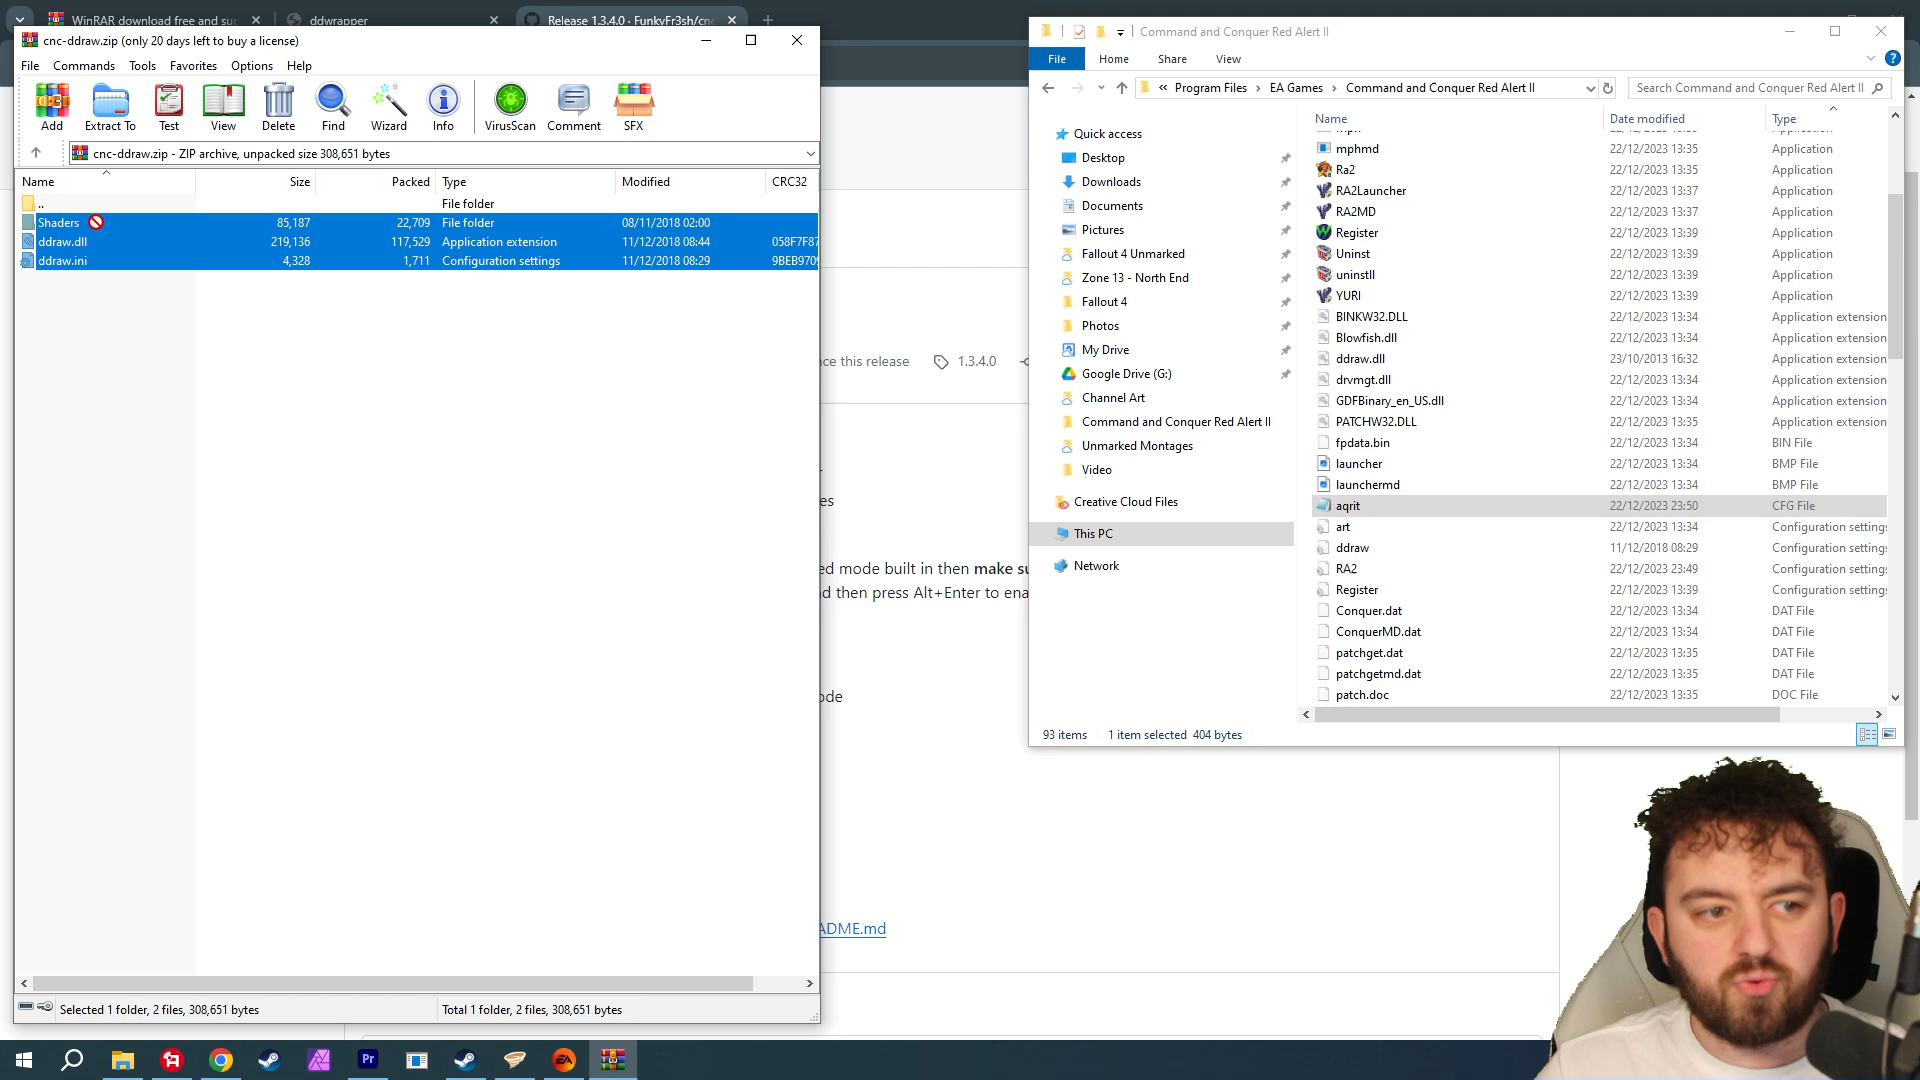 WinRAR download free and sup
ddwrapper
Release 1.3.4.0 · FunkyFr3sh/cnc
cnc-ddraw.zip (only 20 days left to buy a license)
File Commands Tools Favorites Options Help
Add Extract To Test View Delete Find Wizard Info VirusScan Comment SFX
cnc-ddraw.zip - ZIP archive, unpacked size 308,651 bytes
Name Size Packed Type Modified CRC32
.. File folder
Shaders 85,187 22,709 File folder 08/11/2018 02:00
ddraw.dll 219,136 117,529 Application extension 11/12/2018 08:44 058F7F87
ddraw.ini 4,328 1,711 Configuration settings 11/12/2018 08:29 9BEB970
Selected 1 folder, 2 files, 308,651 bytes
Total 1 folder, 2 files, 308,651 bytes
nce this release 1.3.4.0
es
ed mode built in then make su
nd then press Alt+Enter to ena
ode
ADME.md
Command and Conquer Red Alert II
File Home Share View
« Program Files EA Games Command and Conquer Red Alert II
Search Command and Conquer Red Alert II
Quick access
Desktop
Downloads
Documents
Pictures
Fallout 4 Unmarked
Zone 13 - North End
Fallout 4
Photos
My Drive
Google Drive (G:)
Channel Art
Command and Conquer Red Alert II
Unmarked Montages
Video
Creative Cloud Files
This PC
Network
Name Date modified Type
mphmd 22/12/2023 13:35 Application
Ra2 22/12/2023 13:35 Application
RA2Launcher 22/12/2023 13:37 Application
RA2MD 22/12/2023 13:37 Application
Register 22/12/2023 13:39 Application
Uninst 22/12/2023 13:39 Application
uninstll 22/12/2023 13:39 Application
YURI 22/12/2023 13:39 Application
BINKW32.DLL 22/12/2023 13:34 Application extension
Blowfish.dll 22/12/2023 13:34 Application extension
ddraw.dll 23/10/2013 16:32 Application extension
drvmgt.dll 22/12/2023 13:34 Application extension
GDFBinary_en_US.dll 22/12/2023 13:34 Application extension
PATCHW32.DLL 22/12/2023 13:35 Application extension
fpdata.bin 22/12/2023 13:34 BIN File
launcher 22/12/2023 13:34 BMP File
launchermd 22/12/2023 13:34 BMP File
aqrit 22/12/2023 23:50 CFG File
art 22/12/2023 13:34 Configuration settings
ddraw 11/12/2018 08:29 Configuration settings
RA2 22/12/2023 23:49 Configuration settings
Register 22/12/2023 13:39 Configuration settings
Conquer.dat 22/12/2023 13:34 DAT File
ConquerMD.dat 22/12/2023 13:34 DAT File
patchget.dat 22/12/2023 13:35 DAT File
patchgetmd.dat 22/12/2023 13:35 DAT File
patch.doc 22/12/2023 13:35 DOC File
93 items 1 item selected 404 bytes
Pr
EA